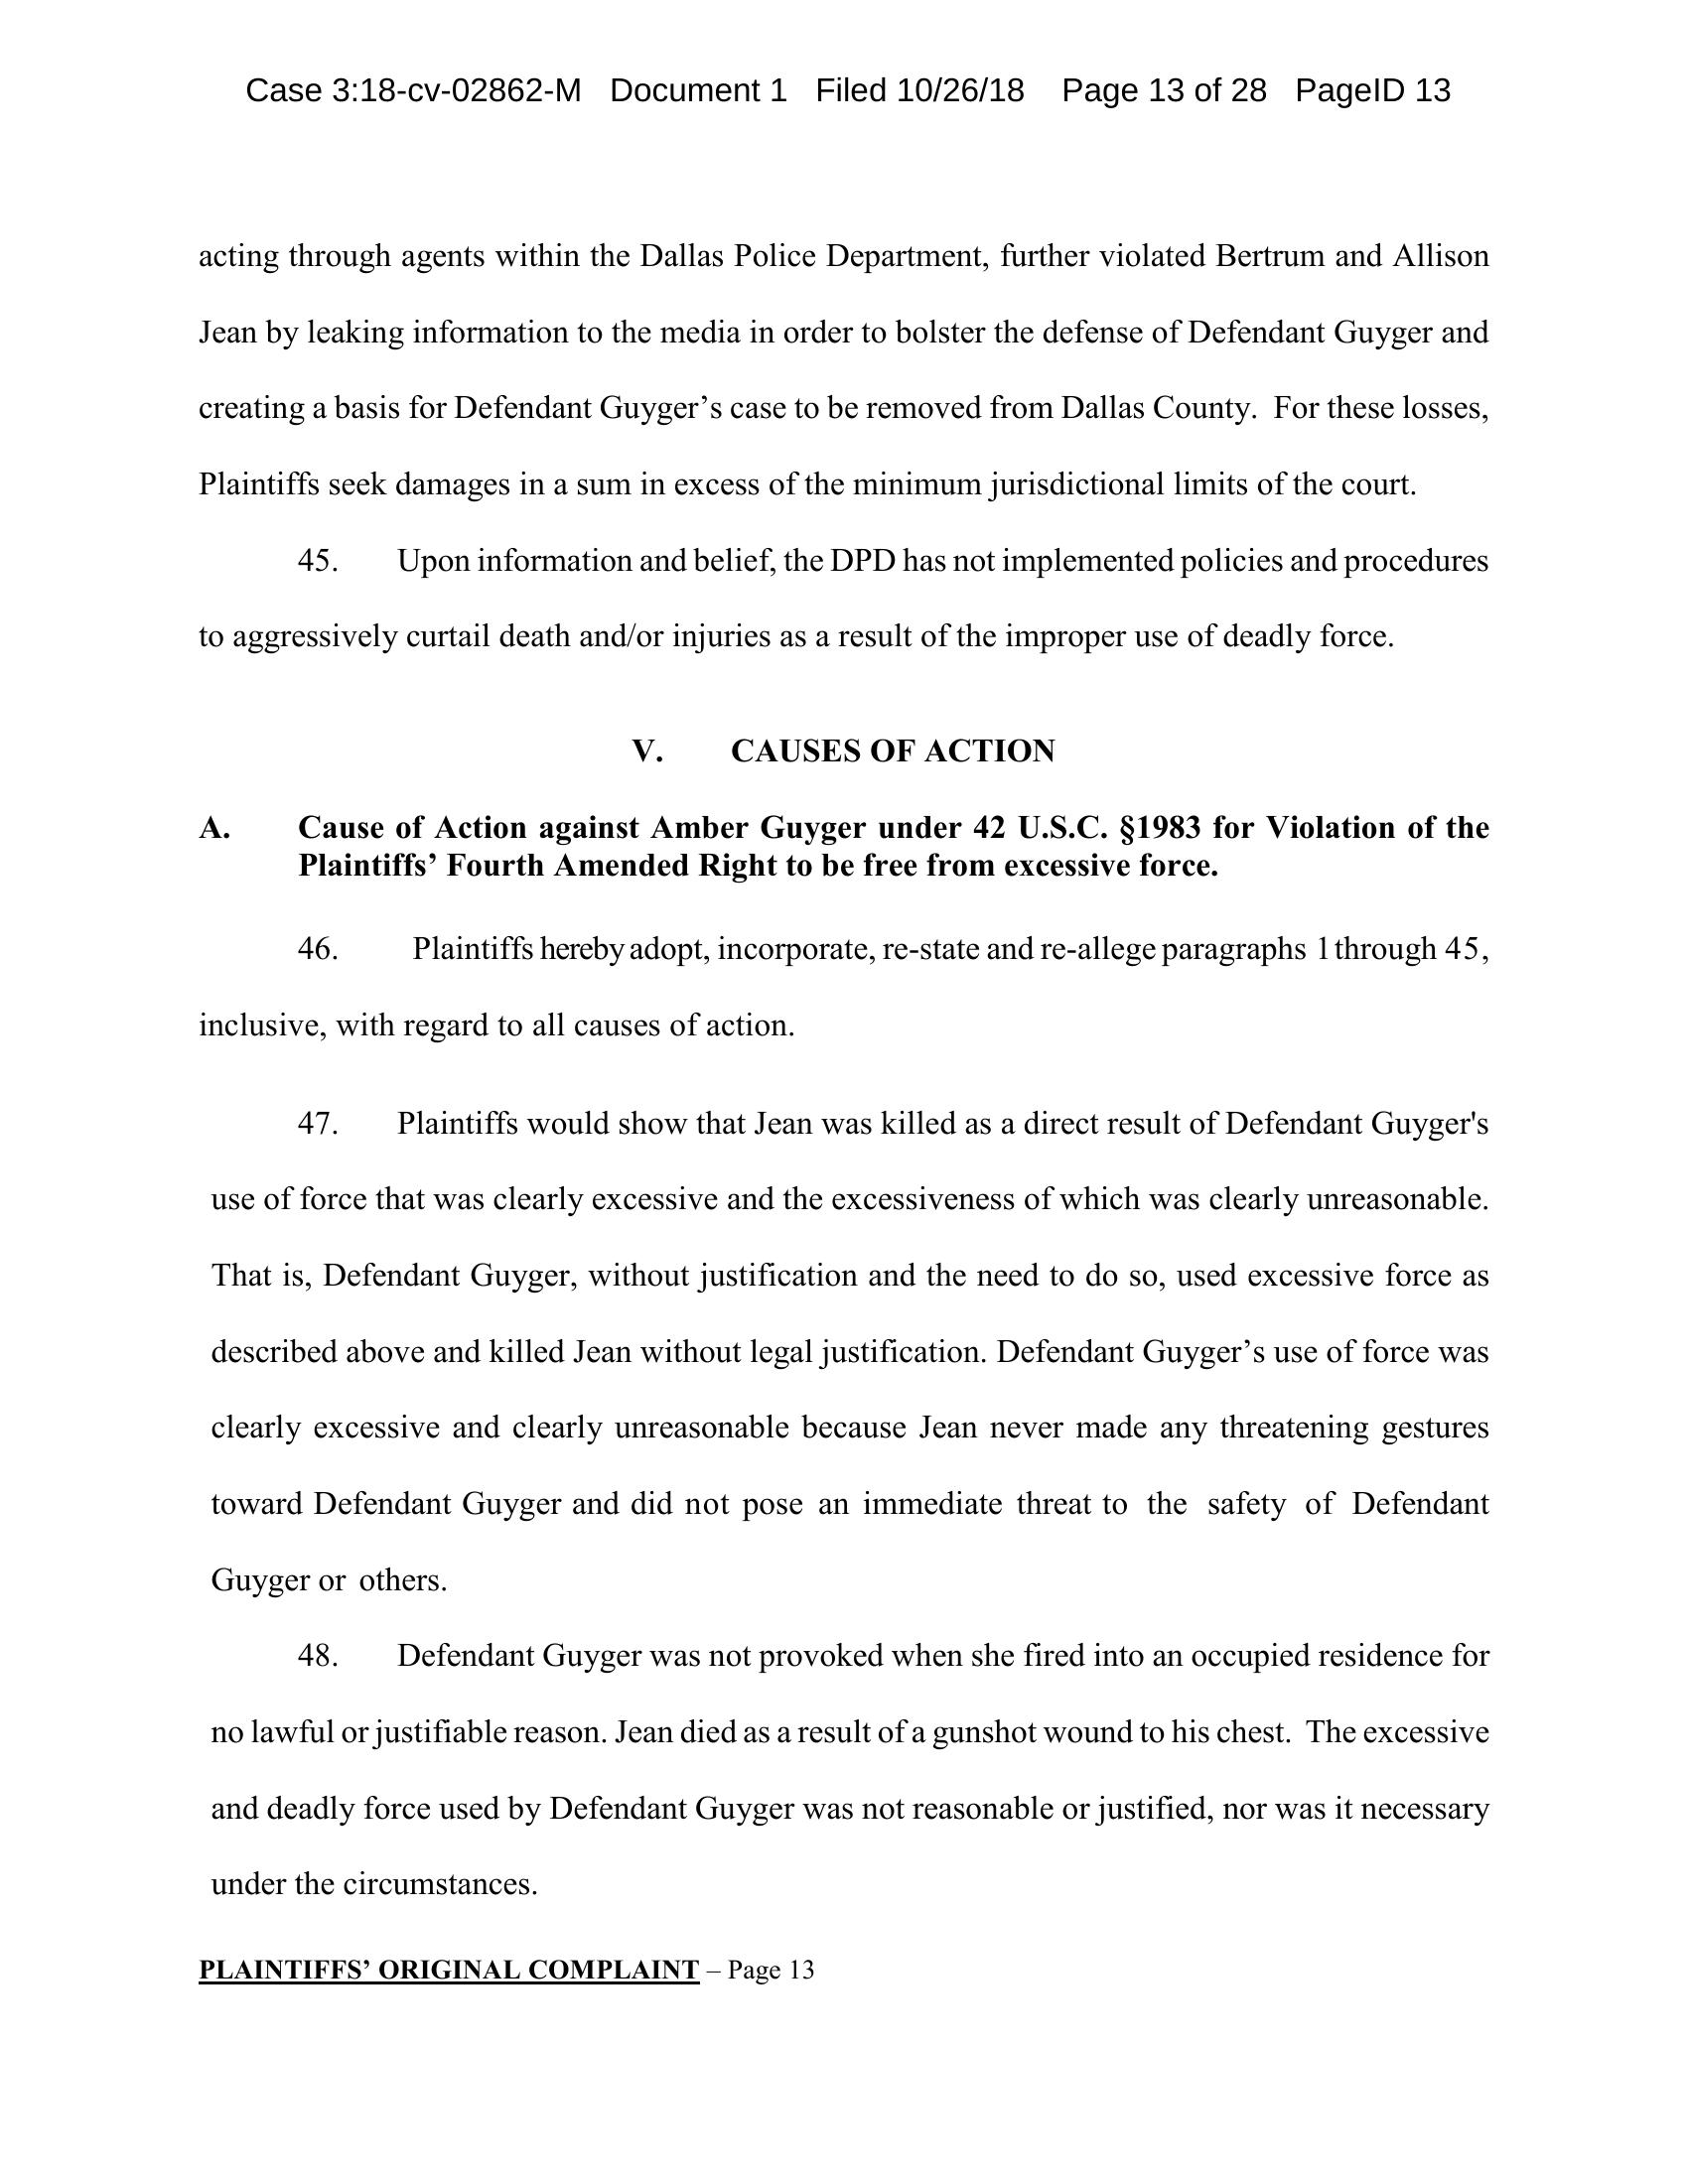 Case 3:18-cv-02862-M Document 1 Filed 10/26/18 Page 13 of 28 PageID 13
acting through agents within the Dallas Police Department, further violated Bertrum and Allison
Jean by leaking information to the media in order to bolster the defense of Defendant Guyger and
creating a basis for Defendant Guyger’s case to be removed from Dallas County. For these losses,
Plaintiffs seek damages in a sum in excess of the minimum jurisdictional limits of the court.
45. Upon information and belief, the DPD has not implemented policies and procedures
to aggressively curtail death and/or injuries as a result of the improper use of deadly force.
V. CAUSES OF ACTION
A. Cause of Action against Amber Guyger under 42 U.S.C. §1983 for Violation of the
Plaintiffs’ Fourth Amended Right to be free from excessive force.
46. Plaintiffs hereby adopt, incorporate, re-state and re-allege paragraphs 1 through 45,
inclusive, with regard to all causes of action.
47. Plaintiffs would show that Jean was killed as a direct result of Defendant Guyger's
use of force that was clearly excessive and the excessiveness of which was clearly unreasonable.
That is, Defendant Guyger, without justification and the need to do so, used excessive force as
described above and killed Jean without legal justification. Defendant Guyger’s use of force was
clearly excessive and clearly unreasonable because Jean never made any threatening gestures
toward Defendant Guyger and did not pose an immediate threat to the safety of Defendant
Guyger or others.
48. Defendant Guyger was not provoked when she fired into an occupied residence for
no lawful or justifiable reason. Jean died as a result of a gunshot wound to his chest. The excessive
and deadly force used by Defendant Guyger was not reasonable or justified, nor was it necessary
under the circumstances.
PLAINTIFFS’ ORIGINAL COMPLAINT – Page 13